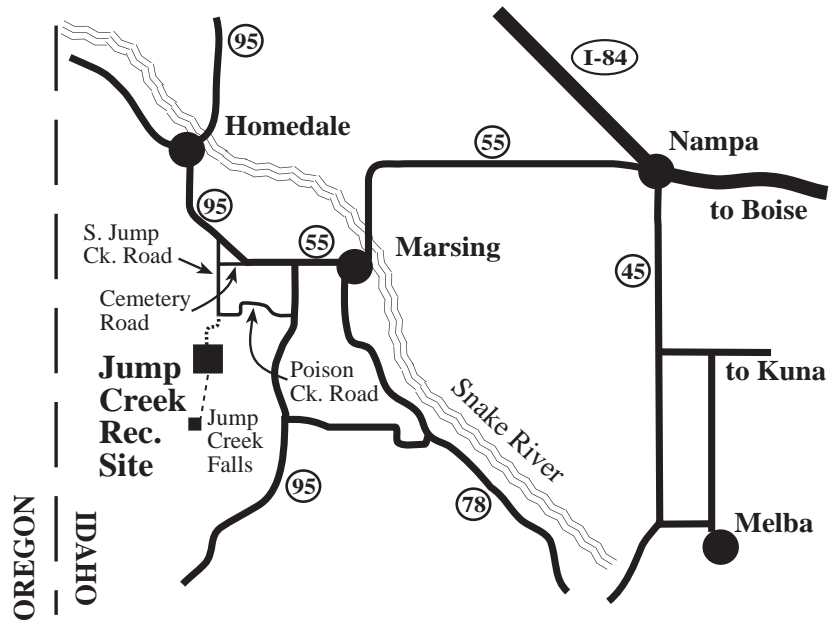 95
I-84
Homedale
55
Nampa
to Boise
95
S. Jump
Ck. Road
55
Marsing
45
Cemetery
Road
Jump
Creek
Rec.
Site
Poison
Ck. Road
to Kuna
Jump
Creek
Falls
Snake River
95
78
Melba
OREGON
IDAHO